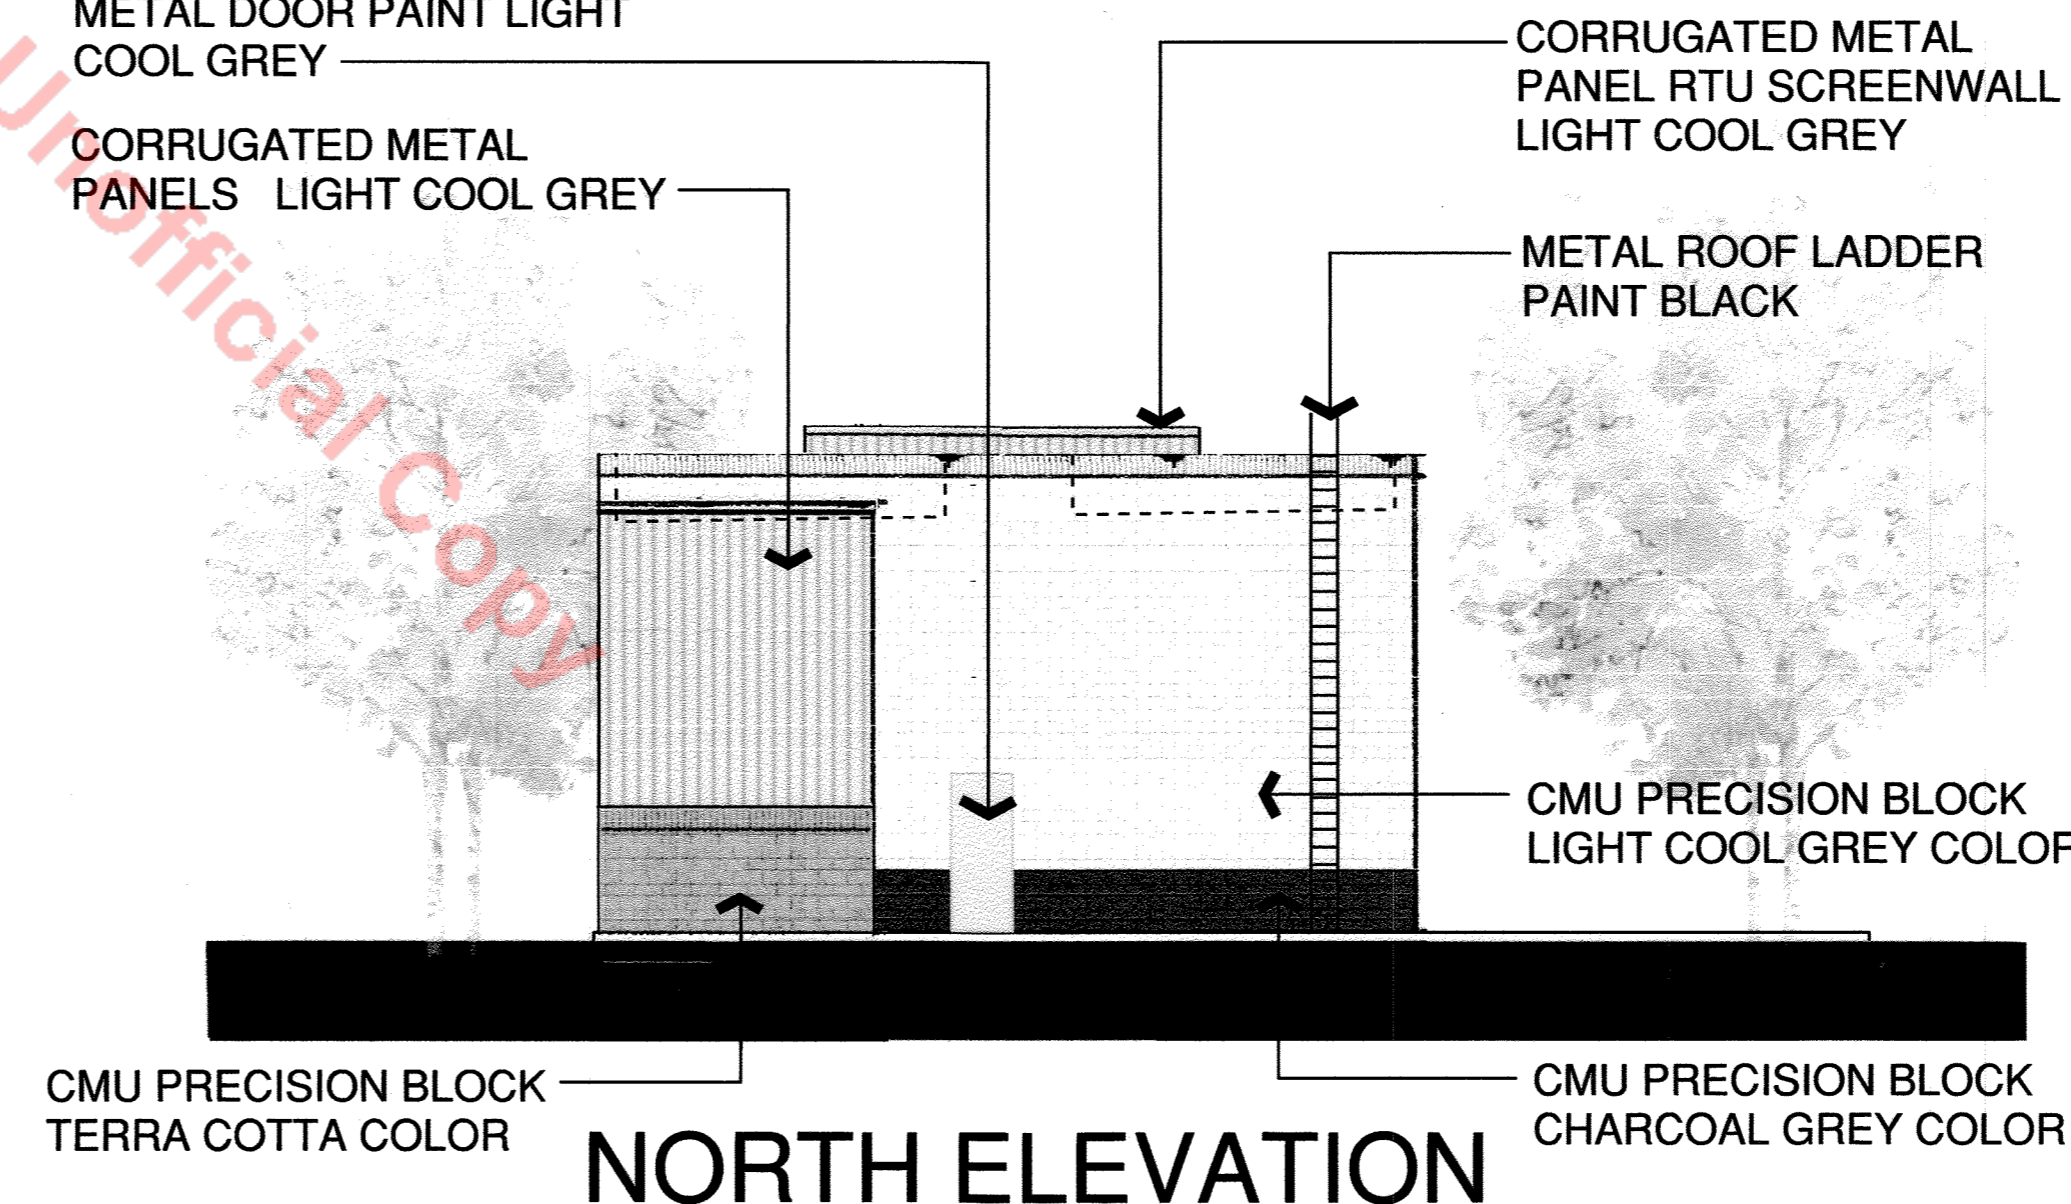 METAL DOOR PAINT LIGHT
COOL GREY
CORRUGATED METAL
PANELS LIGHT COOL GREY
CORRUGATED METAL
PANEL RTU SCREENWALL
LIGHT COOL GREY
METAL ROOF LADDER
PAINT BLACK
CMU PRECISION BLOCK
LIGHT COOL GREY COLOR
CMU PRECISION BLOCK
TERRA COTTA COLOR
CMU PRECISION BLOCK
CHARCOAL GREY COLOR
NORTH ELEVATION
Unofficial Copy